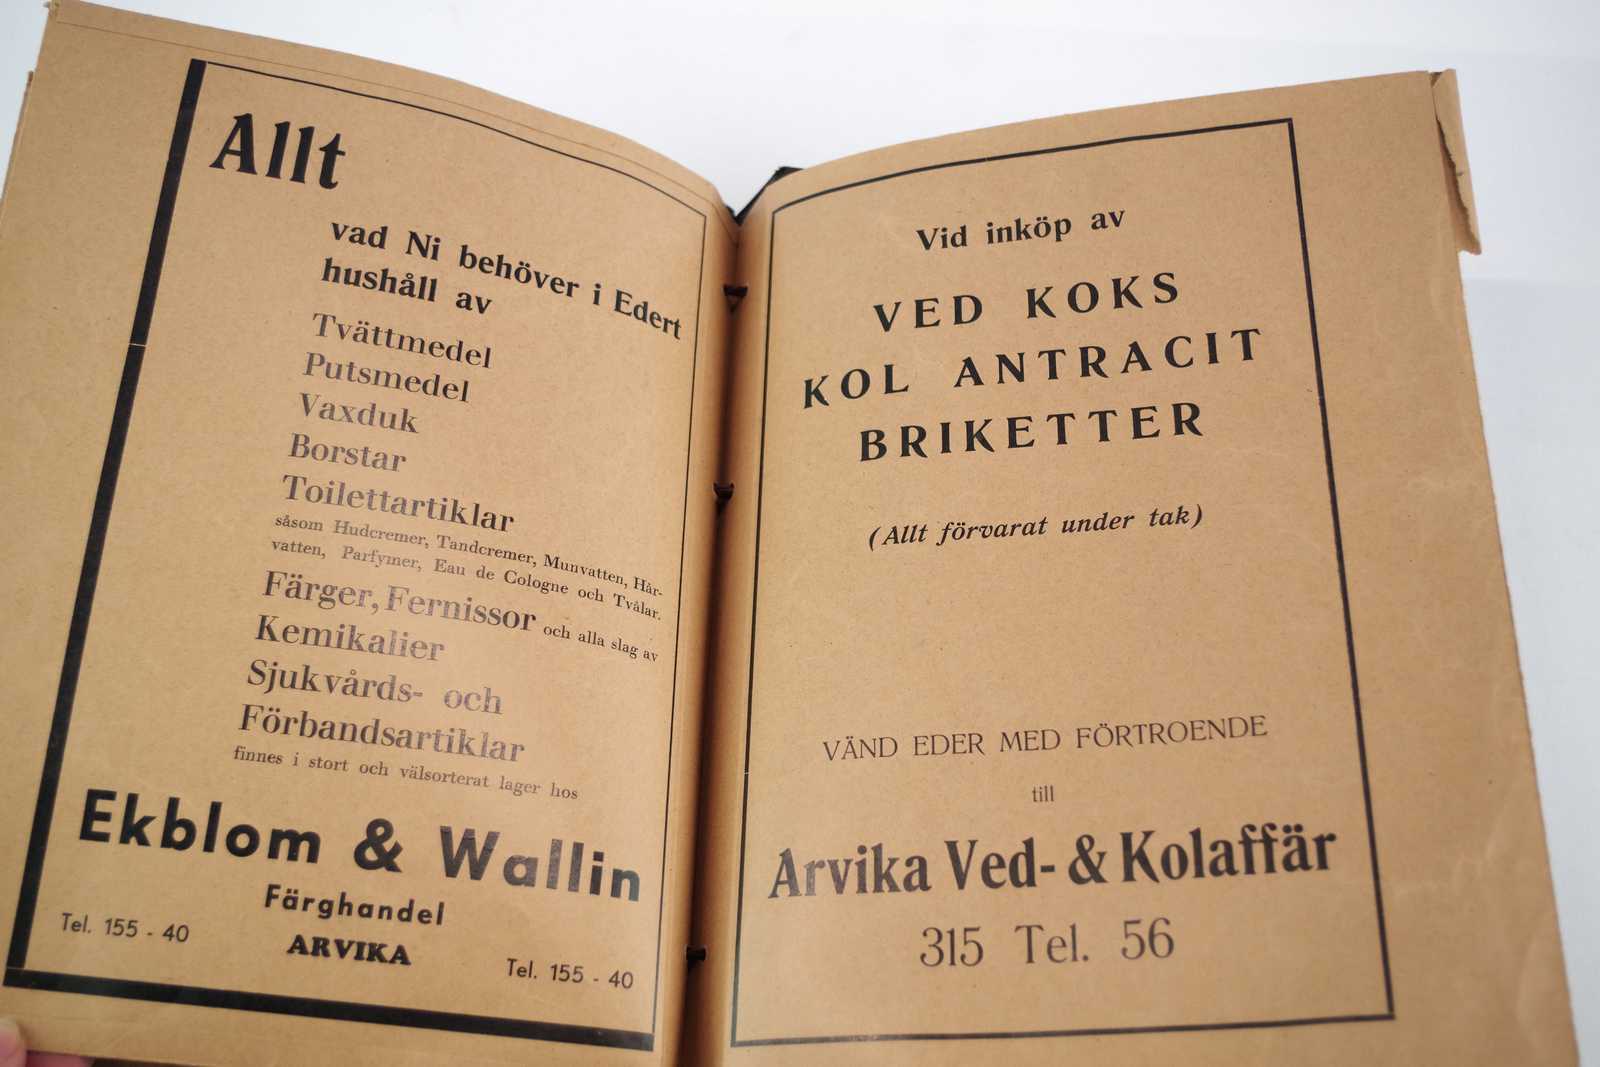 Allt
vad Ni behöver i Edert
hushåll av
Tvättmedel
Putsmedel
Vaxduk
Borstar
Toilettartiklar
såsom Hudcremer, Tandcremer, Munvatten, Hår-
vatten, Parfymer, Eau de Cologne och Tvålar.
Färger, Fernissor och alla slag av
Kemikalier
Sjukvårds- och
Förbandsartiklar
finnes i stort och välsorterat lager hos
Ekblom & Wallin
Färghandel
Tel. 155 - 40 ARVIKA Tel. 155 - 40
Vid inköp av
VED KOKS
KOL ANTRACIT
BRIKETTER
(Allt förvarat under tak)
VÄND EDER MED FÖRTROENDE
till
Arvika Ved- & Kolaffär
315 Tel. 56